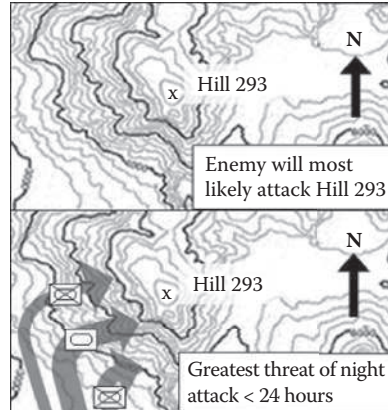 N
Hill 293
x
Enemy will most
likely attack Hill 293
N
Hill 293
x
Greatest threat of night
attack < 24 hours